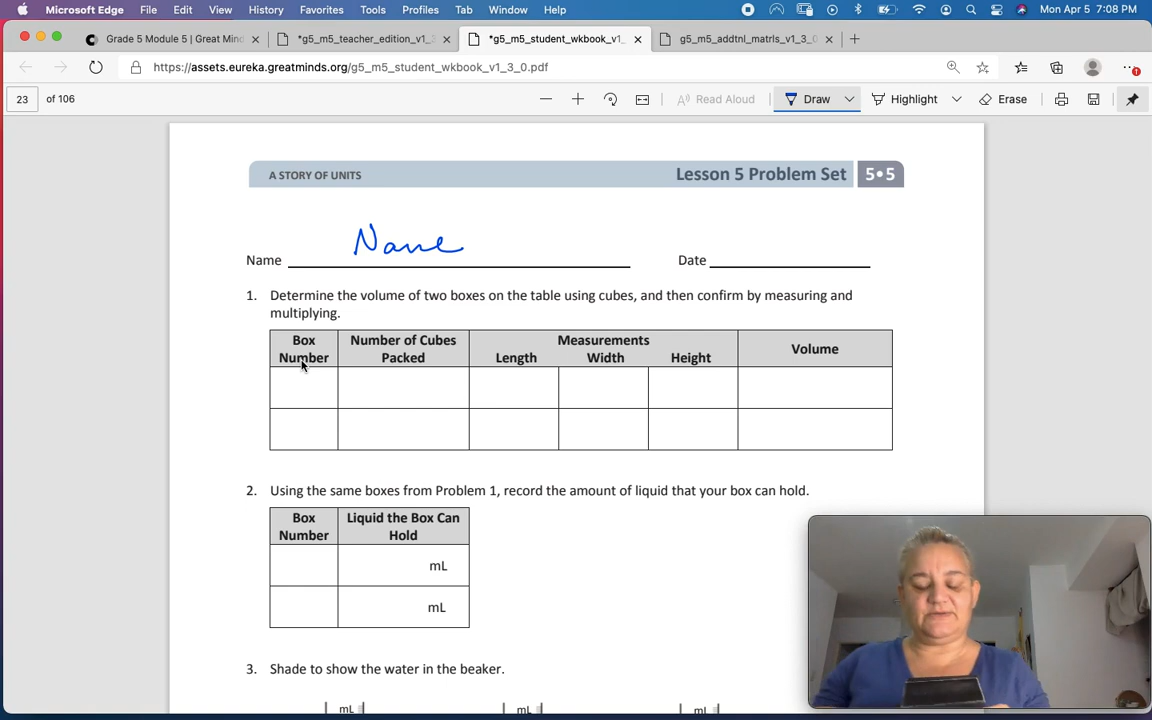 Microsoft Edge File Edit View History Favorites Tools Profiles Tab Window Help Mon Apr 5 7:08 PM
Grade 5 Module 5 | Great Min
*g5_m5_teacher_edition_v1_3
*g5_m5_student_wkbook_v1_
g5_m5_addtnl_matrls_v1_3_0
https://assets.eureka.greatminds.org/g5_m5_student_wkbook_v1_3_0.pdf
23 of 106 Read Aloud Draw Highlight Erase
A STORY OF UNITS Lesson 5 Problem Set 5•5
Name Name Date
1. Determine the volume of two boxes on the table using cubes, and then confirm by measuring and
multiplying.
Box Number of Cubes Measurements
Number Packed Length Width Height Volume
2. Using the same boxes from Problem 1, record the amount of liquid that your box can hold.
Box Liquid the Box Can
Number Hold
mL
mL
3. Shade to show the water in the beaker.
mL mL mL